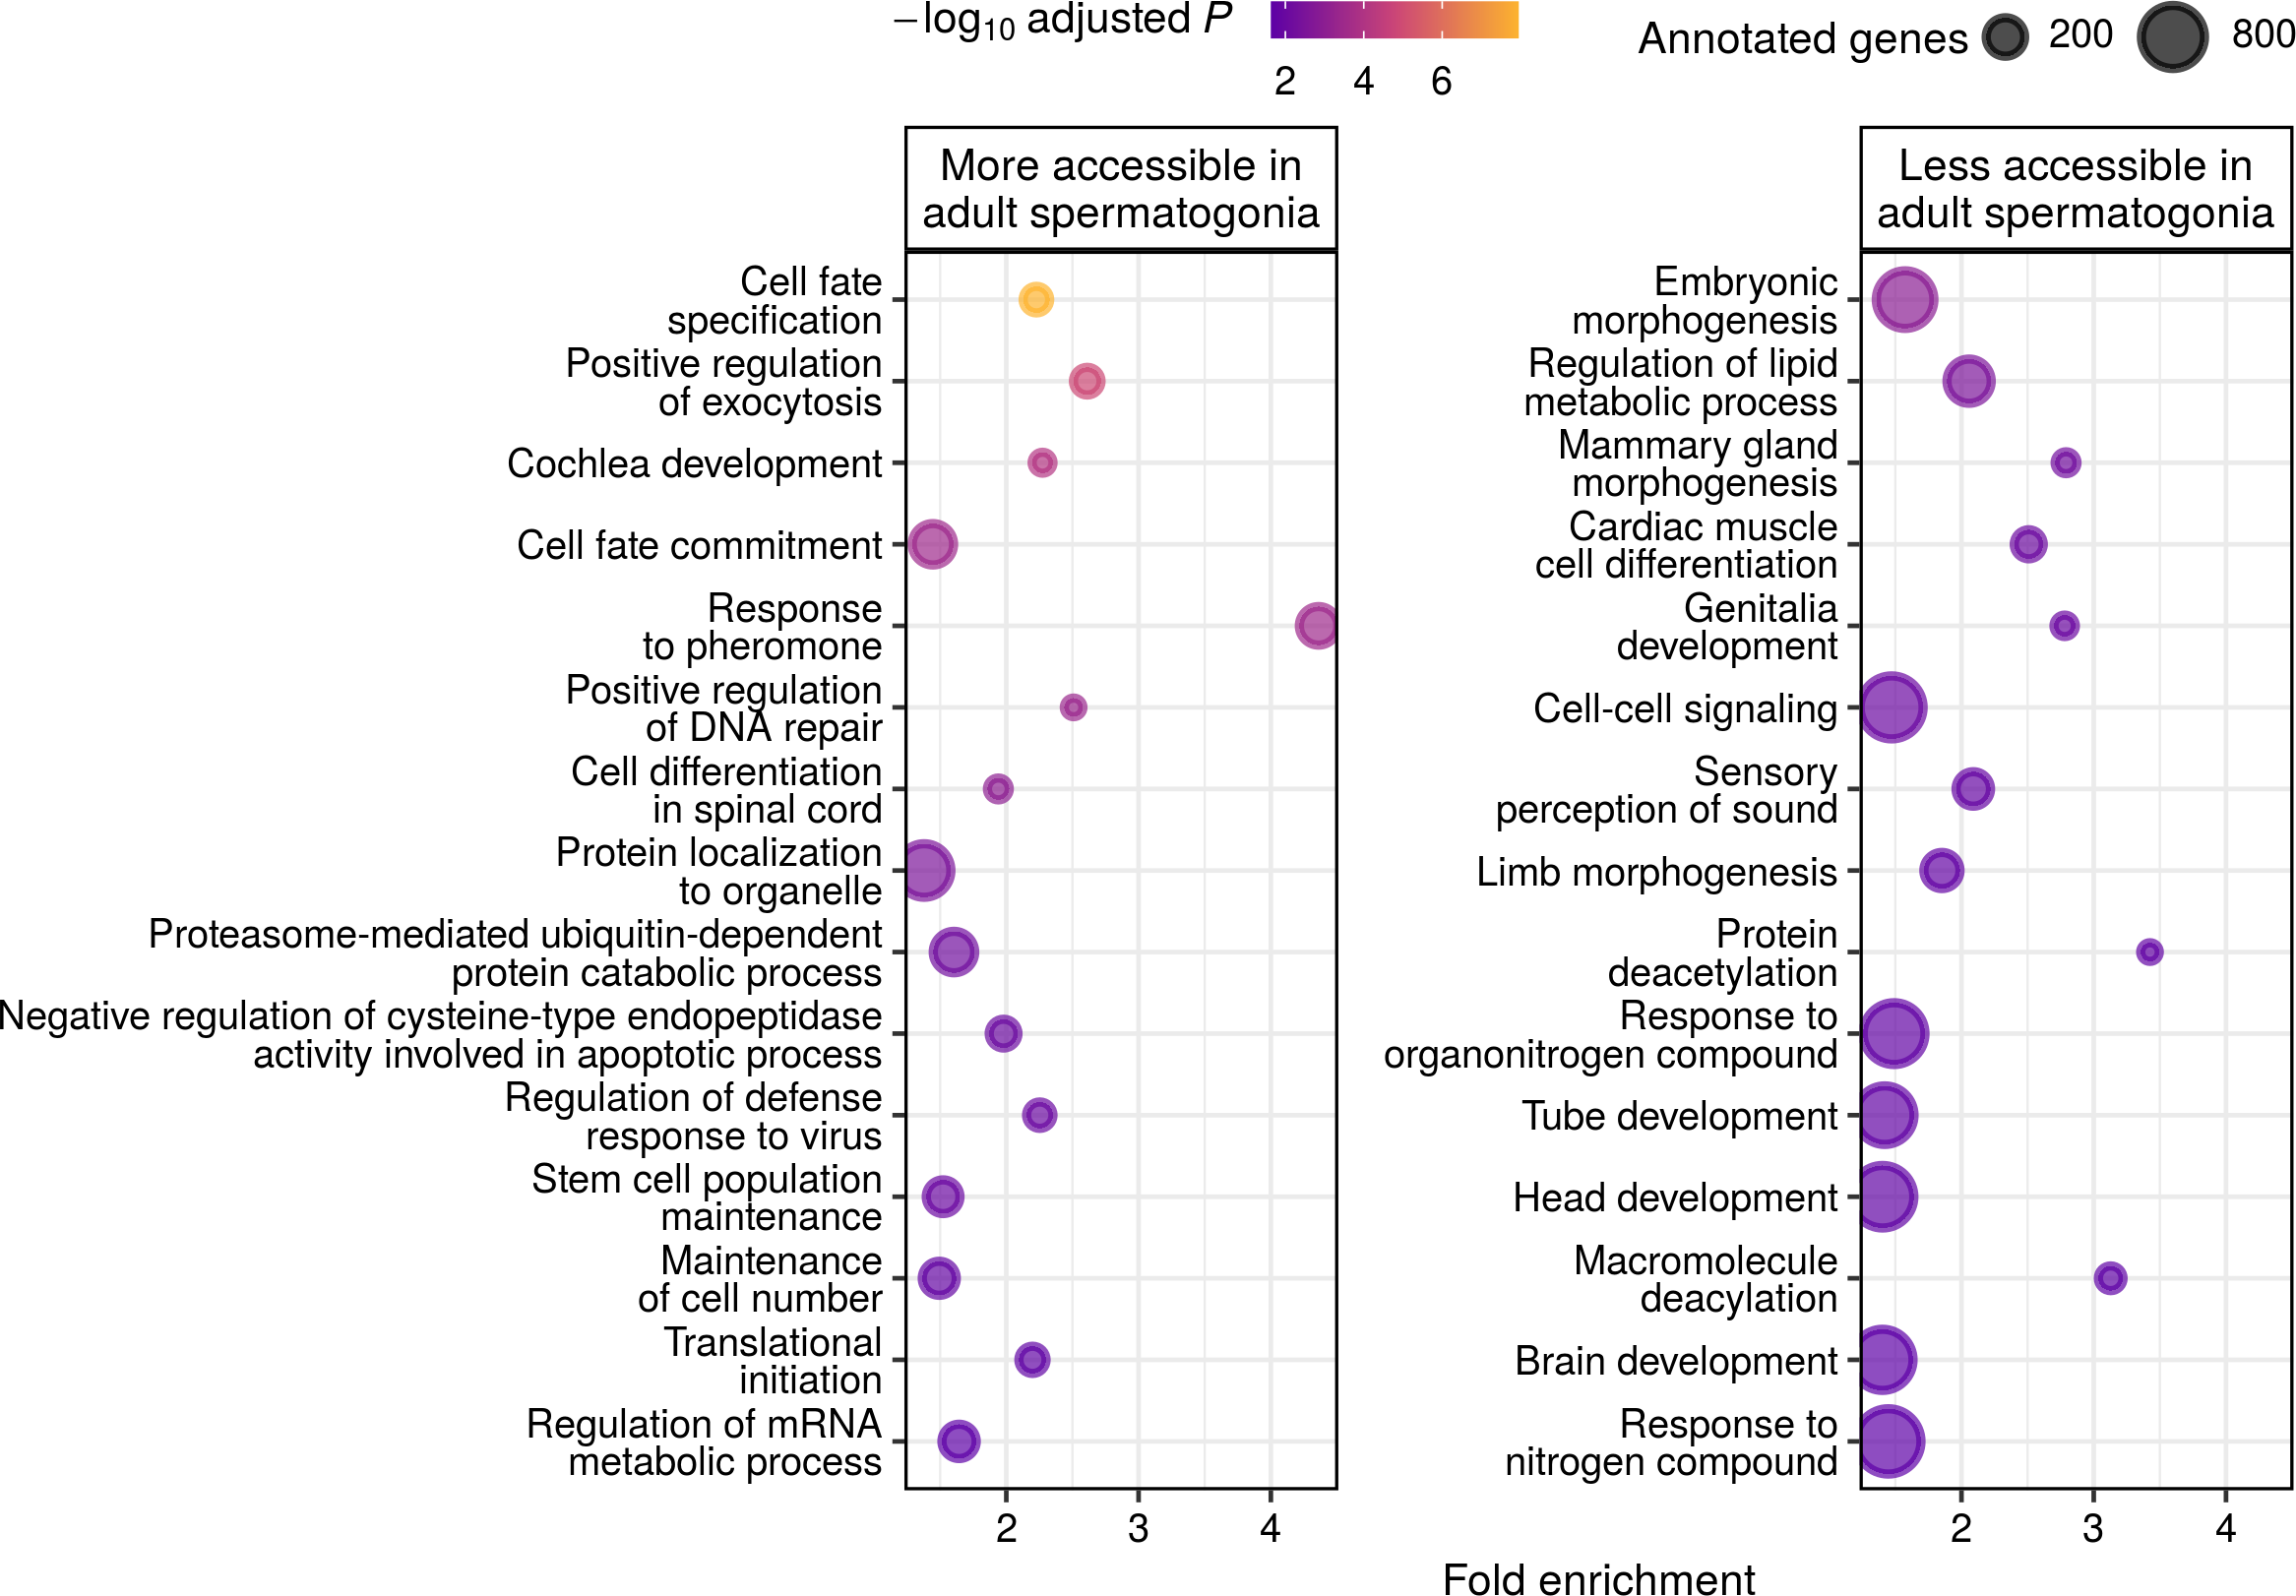 −log10 adjusted P
2 4 6
Annotated genes 200 800
More accessible in
adult spermatogonia
Cell fate
specification
Positive regulation
of exocytosis
Cochlea development
Cell fate commitment
Response
to pheromone
Positive regulation
of DNA repair
Cell differentiation
in spinal cord
Protein localization
to organelle
Proteasome-mediated ubiquitin-dependent
protein catabolic process
Negative regulation of cysteine-type endopeptidase
activity involved in apoptotic process
Regulation of defense
response to virus
Stem cell population
maintenance
Maintenance
of cell number
Translational
initiation
Regulation of mRNA
metabolic process
2 3 4
Less accessible in
adult spermatogonia
Embryonic
morphogenesis
Regulation of lipid
metabolic process
Mammary gland
morphogenesis
Cardiac muscle
cell differentiation
Genitalia
development
Cell-cell signaling
Sensory
perception of sound
Limb morphogenesis
Protein
deacetylation
Response to
organonitrogen compound
Tube development
Head development
Macromolecule
deacylation
Brain development
Response to
nitrogen compound
2 3 4
Fold enrichment